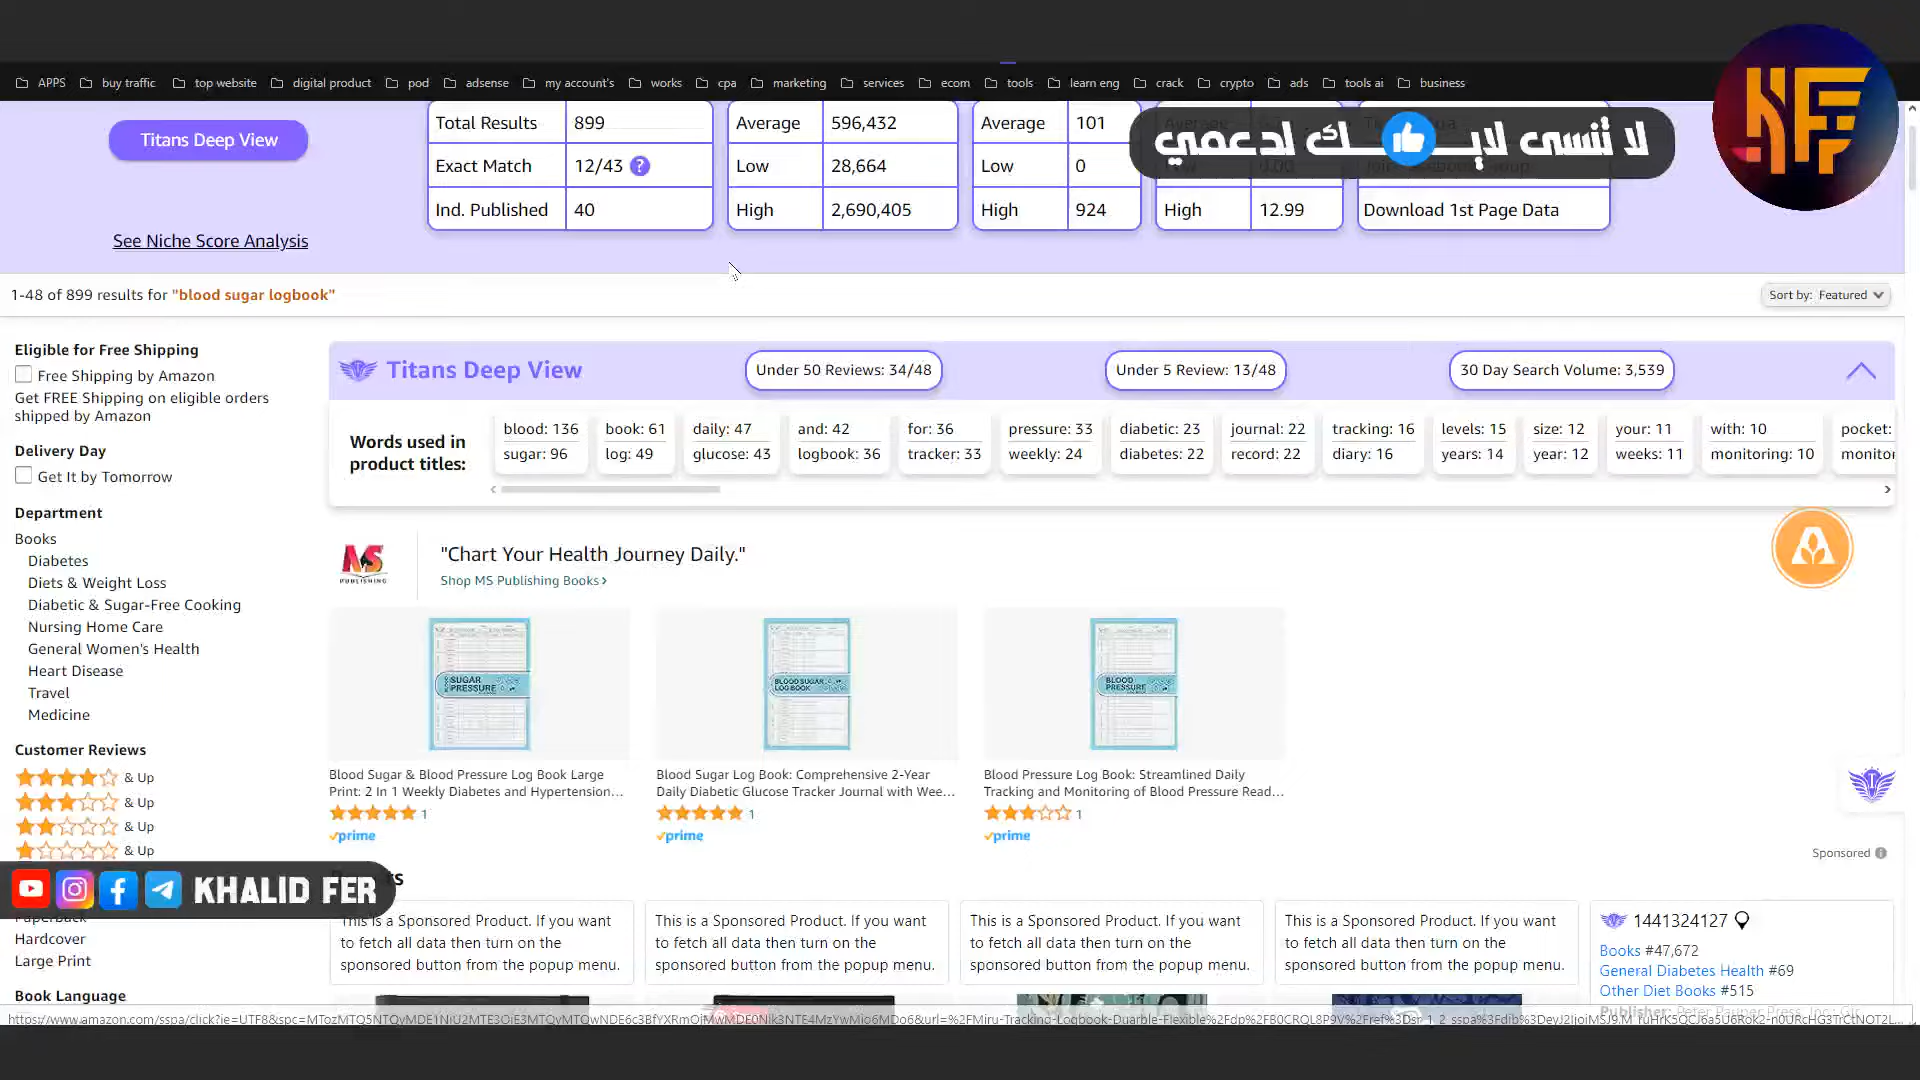 APPS buy traffic top website digital product pod adsense my account's works cpa marketing services ecom tools learn eng crack crypto ads tools ai business
Titans Deep View
See Niche Score Analysis
Total Results 899
Exact Match 12/43 ?
Ind. Published 40
Average 596,432
Low 28,664
High 2,690,405
Average 101
Low 0
High 924
High 12.99
Download 1st Page Data
لا تنسى لايك لدعمي
1-48 of 899 results for "blood sugar logbook"
Sort by: Featured
Eligible for Free Shipping
Free Shipping by Amazon
Get FREE Shipping on eligible orders
shipped by Amazon
Delivery Day
Get It by Tomorrow
Department
Books
Diabetes
Diets & Weight Loss
Diabetic & Sugar-Free Cooking
Nursing Home Care
General Women's Health
Heart Disease
Travel
Medicine
Customer Reviews
& Up
& Up
& Up
& Up
KHALID FER
Paperback
Hardcover
Large Print
Book Language
Titans Deep View
Under 50 Reviews: 34/48
Under 5 Review: 13/48
30 Day Search Volume: 3,539
Words used in
product titles:
blood: 136 book: 61 daily: 47 and: 42 for: 36 pressure: 33 diabetic: 23 journal: 22 tracking: 16 levels: 15 size: 12 your: 11 with: 10 pocket:
sugar: 96 log: 49 glucose: 43 logbook: 36 tracker: 33 weekly: 24 diabetes: 22 record: 22 diary: 16 years: 14 year: 12 weeks: 11 monitoring: 10 monitor
MS
PUBLISHING
"Chart Your Health Journey Daily."
Shop MS Publishing Books ›
SUGAR
PRESSURE
BLOOD SUGAR
LOG BOOK
BLOOD
PRESSURE
Blood Sugar & Blood Pressure Log Book Large
Print: 2 In 1 Weekly Diabetes and Hypertension…
1
prime
Blood Sugar Log Book: Comprehensive 2-Year
Daily Diabetic Glucose Tracker Journal with Wee…
1
prime
Blood Pressure Log Book: Streamlined Daily
Tracking and Monitoring of Blood Pressure Read…
1
prime
Sponsored
This is a Sponsored Product. If you want
to fetch all data then turn on the
sponsored button from the popup menu.
This is a Sponsored Product. If you want
to fetch all data then turn on the
sponsored button from the popup menu.
This is a Sponsored Product. If you want
to fetch all data then turn on the
sponsored button from the popup menu.
This is a Sponsored Product. If you want
to fetch all data then turn on the
sponsored button from the popup menu.
1441324127
Books #47,672
General Diabetes Health #69
Other Diet Books #515